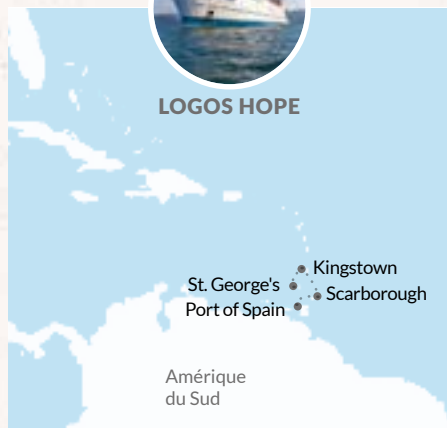 LOGOS HOPE
Kingstown
St. George's
Scarborough
Port of Spain
Amérique
du Sud